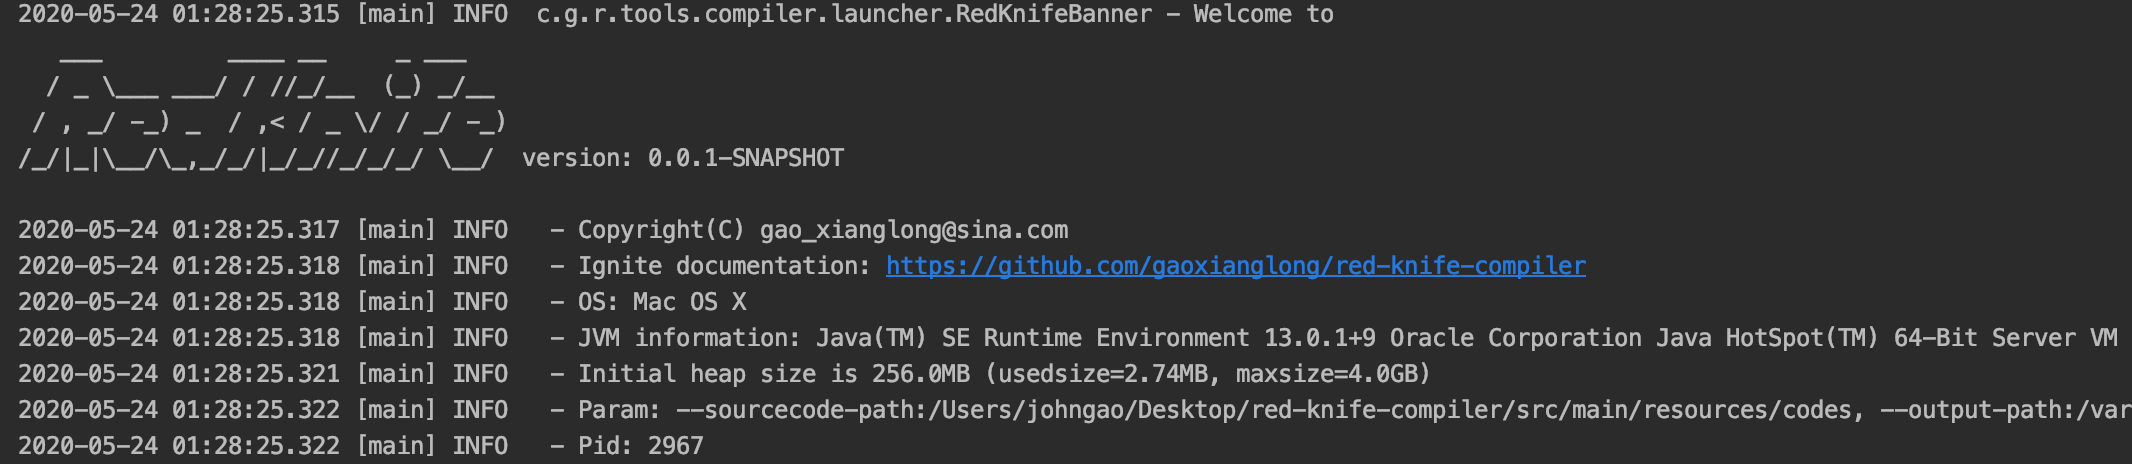 2020-05-24 01:28:25.315 [main] INFO  c.g.r.tools.compiler.launcher.RedKnifeBanner - Welcome to
   ___         ____ __     _ ___
  / _ \___ ___/ / //_/__  (_) _/__
 / , _/ -_) _  / ,< / _ \/ / _/ -_)
/_/|_|\__/\_,_/_/|_/_//_/_/_/ \__/  version: 0.0.1-SNAPSHOT
2020-05-24 01:28:25.317 [main] INFO   - Copyright(C) gao_xianglong@sina.com
2020-05-24 01:28:25.318 [main] INFO   - Ignite documentation: https://github.com/gaoxianglong/red-knife-compiler
2020-05-24 01:28:25.318 [main] INFO   - OS: Mac OS X
2020-05-24 01:28:25.318 [main] INFO   - JVM information: Java(TM) SE Runtime Environment 13.0.1+9 Oracle Corporation Java HotSpot(TM) 64-Bit Server VM
2020-05-24 01:28:25.321 [main] INFO   - Initial heap size is 256.0MB (usedsize=2.74MB, maxsize=4.0GB)
2020-05-24 01:28:25.322 [main] INFO   - Param: --sourcecode-path:/Users/johngao/Desktop/red-knife-compiler/src/main/resources/codes, --output-path:/var
2020-05-24 01:28:25.322 [main] INFO   - Pid: 2967